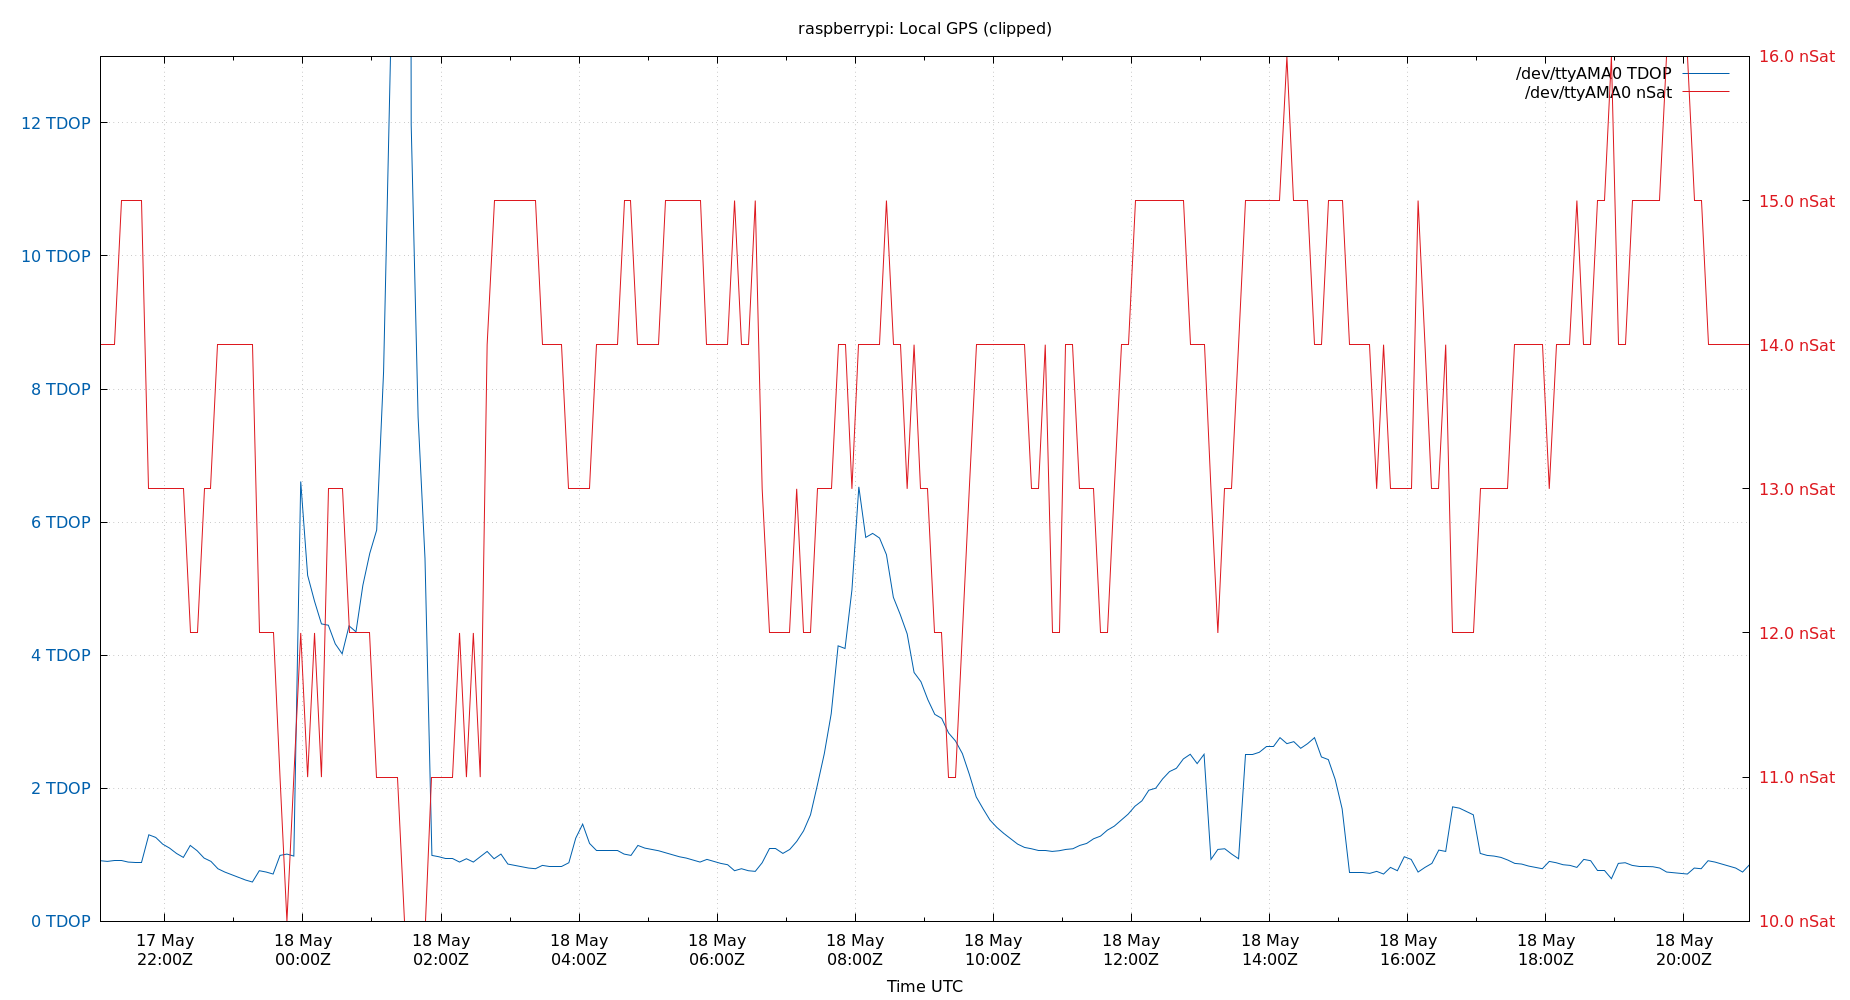 raspberrypi: Local GPS (clipped)
/dev/ttyAMA0 TDOP
/dev/ttyAMA0 nSat
12 TDOP
10 TDOP
8 TDOP
6 TDOP
4 TDOP
2 TDOP
0 TDOP
16.0 nSat
15.0 nSat
14.0 nSat
13.0 nSat
12.0 nSat
11.0 nSat
10.0 nSat
17 May
22:00Z
18 May
00:00Z
18 May
02:00Z
18 May
04:00Z
18 May
06:00Z
18 May
08:00Z
18 May
10:00Z
18 May
12:00Z
18 May
14:00Z
18 May
16:00Z
18 May
18:00Z
18 May
20:00Z
Time UTC